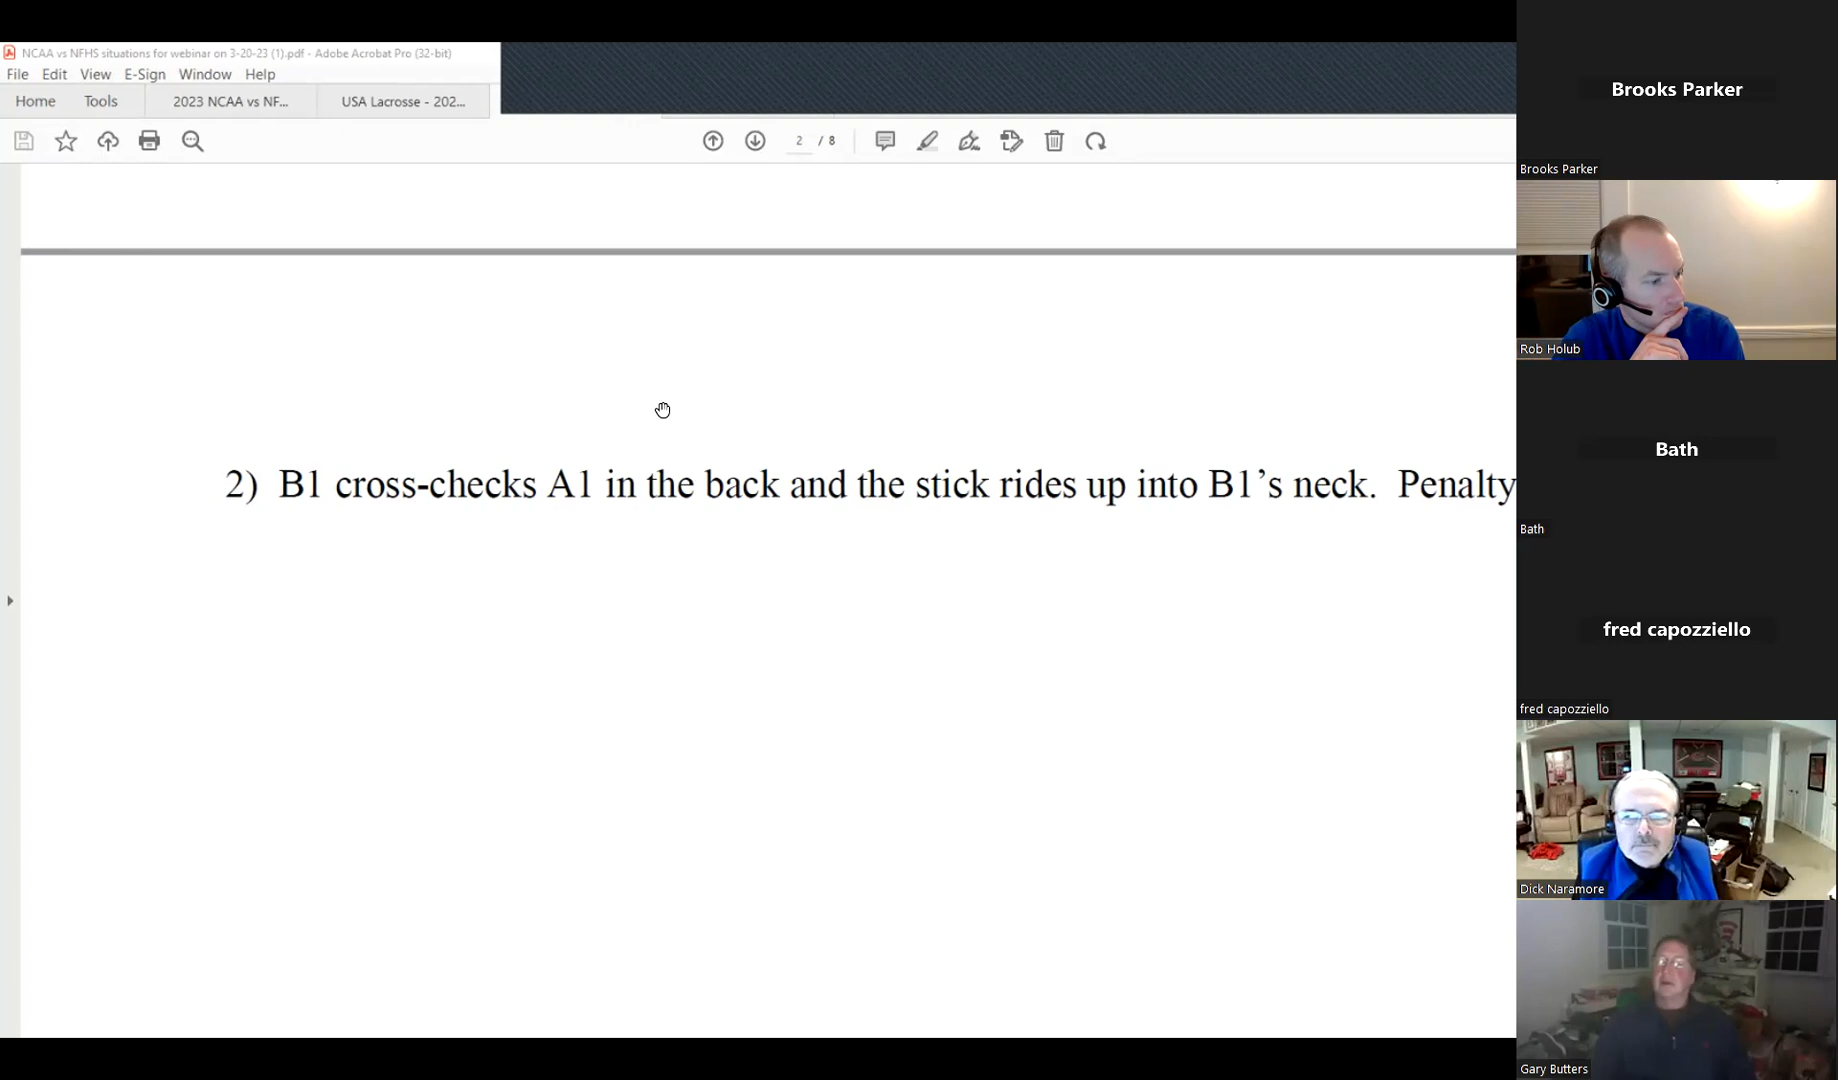 NCAA vs NFHS situations for webinar on 3-20-23 (1).pdf - Adobe Acrobat Pro (32-bit)
File Edit View E-Sign Window Help
Home Tools 2023 NCAA vs NF... USA Lacrosse - 202...
2 / 8
2) B1 cross-checks A1 in the back and the stick rides up into B1’s neck. Penalty
Brooks Parker
Brooks Parker
Rob Holub
Bath
Bath
fred capozziello
fred capozziello
Dick Naramore
Gary Butters